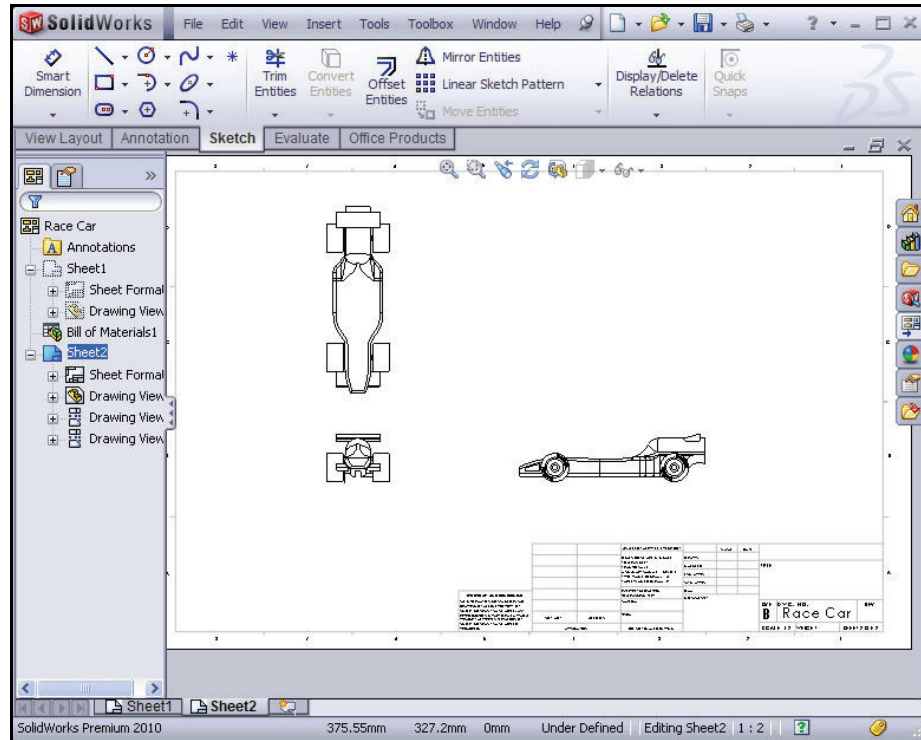 SolidWorks File Edit View Insert Tools Toolbox Window Help
Smart Dimension
Trim Entities
Convert Entities
Offset Entities
Mirror Entities
Linear Sketch Pattern
Move Entities
Display/Delete Relations
Quick Snaps
View Layout Annotation Sketch Evaluate Office Products
Race Car
Annotations
Sheet1
Sheet Format
Drawing View
Bill of Materials1
Sheet2
Sheet Format
Drawing View
Drawing View
Drawing View
B Race Car
Sheet1 Sheet2
SolidWorks Premium 2010 375.55mm 327.2mm 0mm Under Defined Editing Sheet2 1 : 2